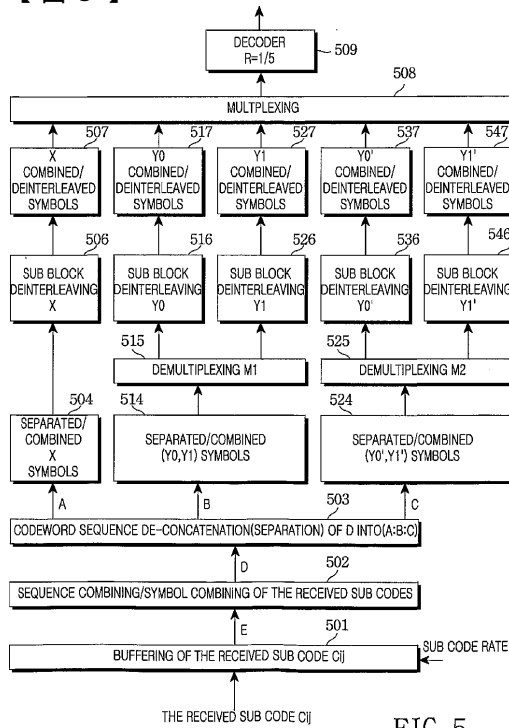 DECODER
R=1/5
509
508
MULTPLEXING
507
517
527
537
547
X
COMBINED/
DEINTERLEAVED
SYMBOLS
Y0
COMBINED/
DEINTERLEAVED
SYMBOLS
Y1
COMBINED/
DEINTERLEAVED
SYMBOLS
Y0'
COMBINED/
DEINTERLEAVED
SYMBOLS
Y1'
COMBINED/
DEINTERLEAVED
SYMBOLS
506
516
526
536
546
SUB BLOCK
DEINTERLEAVING
X
SUB BLOCK
DEINTERLEAVING
Y0
SUB BLOCK
DEINTERLEAVING
Y1
SUB BLOCK
DEINTERLEAVING
Y0'
SUB BLOCK
DEINTERLEAVING
Y1'
515
525
DEMULTIPLEXING M1
DEMULTIPLEXING M2
504
514
524
SEPARATED/
COMBINED
X
SYMBOLS
SEPARATED/COMBINED
(Y0,Y1) SYMBOLS
SEPARATED/COMBINED
(Y0',Y1') SYMBOLS
A
B
C
503
CODEWORD SEQUENCE DE-CONCATENATION(SEPARATION) OF D INTO(A:B:C)
D
502
SEQUENCE COMBINING/SYMBOL COMBINING OF THE RECEIVED SUB CODES
E
501
BUFFERING OF THE RECEIVED SUB CODE Cij
SUB CODE RATE
THE RECEIVED SUB CODE Cij
FIG. 5